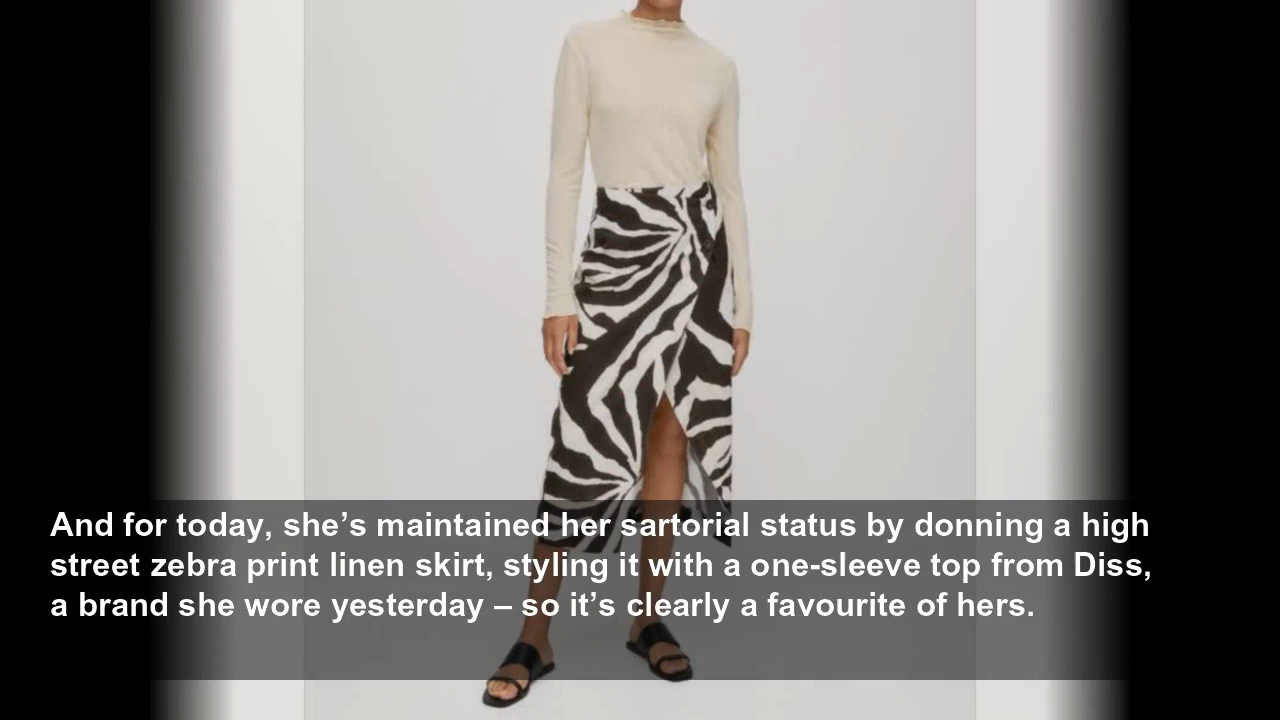 And for today, she’s maintained her sartorial status by donning a high
street zebra print linen skirt, styling it with a one-sleeve top from Diss,
a brand she wore yesterday – so it’s clearly a favourite of hers.